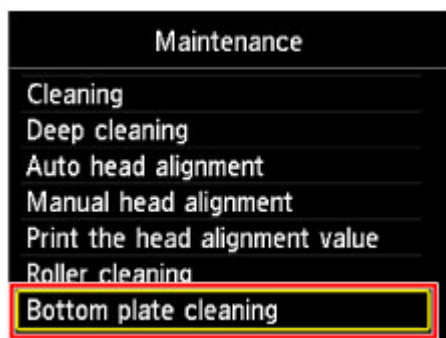 Maintenance
Cleaning
Deep cleaning
Auto head alignment
Manual head alignment
Print the head alignment value
Roller cleaning
Bottom plate cleaning